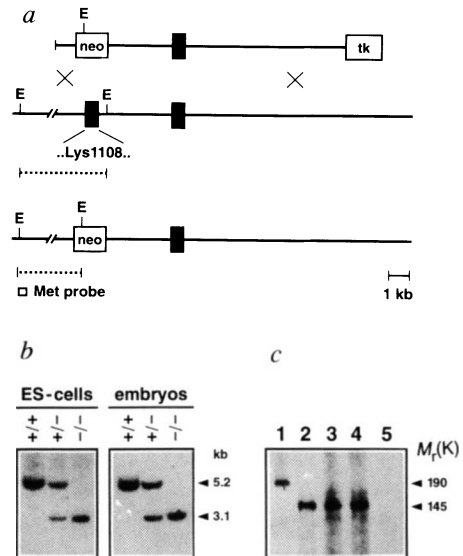 a
E
neo
tk
E
E
..Lys1108..
E
E
neo
Met probe
1 kb
b
c
ES-cells embryos
+/+ -/+ -/- +/+ -/+ -/-
kb
5.2
3.1
1 2 3 4 5
Mr(K)
190
145